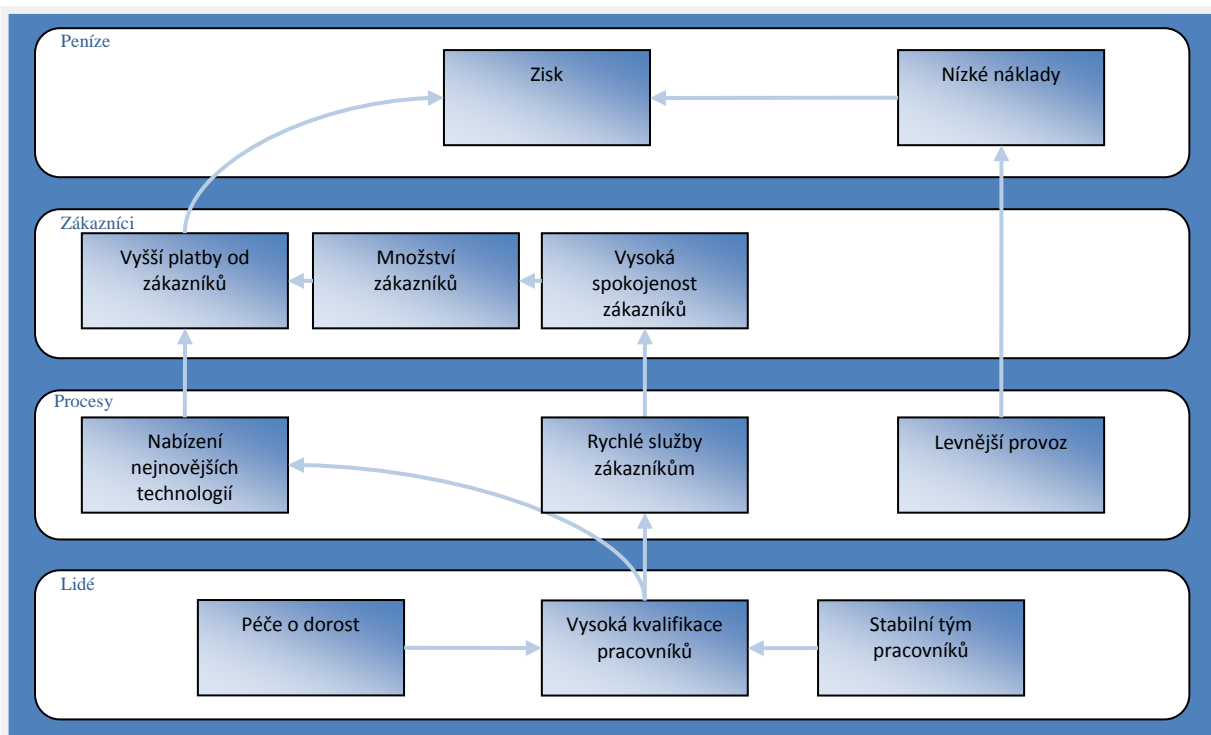 Peníze
Zisk
Nízké náklady
Zákazníci
Vyšší platby od
zákazníků
Množství
zákazníků
Vysoká
spokojenost
zákazníků
Procesy
Nabízení
nejnovějších
technologií
Rychlé služby
zákazníkům
Levnější provoz
Lidé
Péče o dorost
Vysoká kvalifikace
pracovníků
Stabilní tým
pracovníků